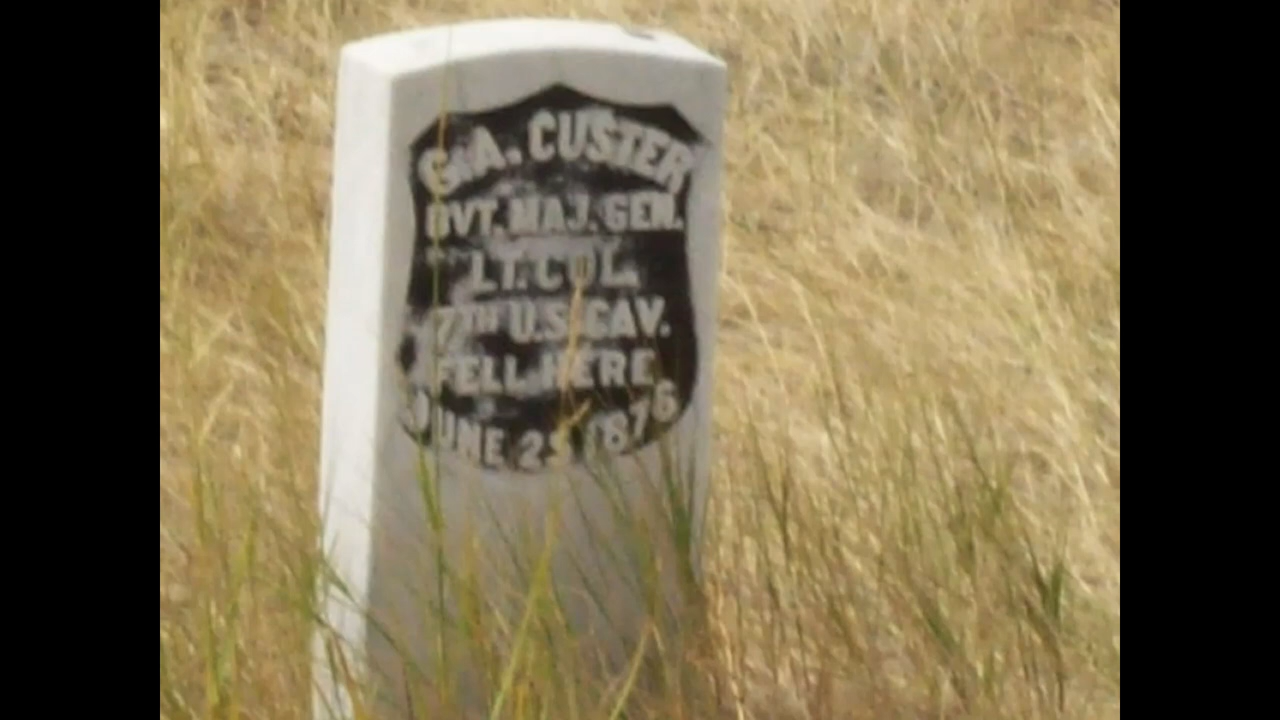 G.A. CUSTER
BVT. MAJ. GEN.
LT. COL.
7TH U.S. CAV.
FELL HERE
JUNE 25 1876